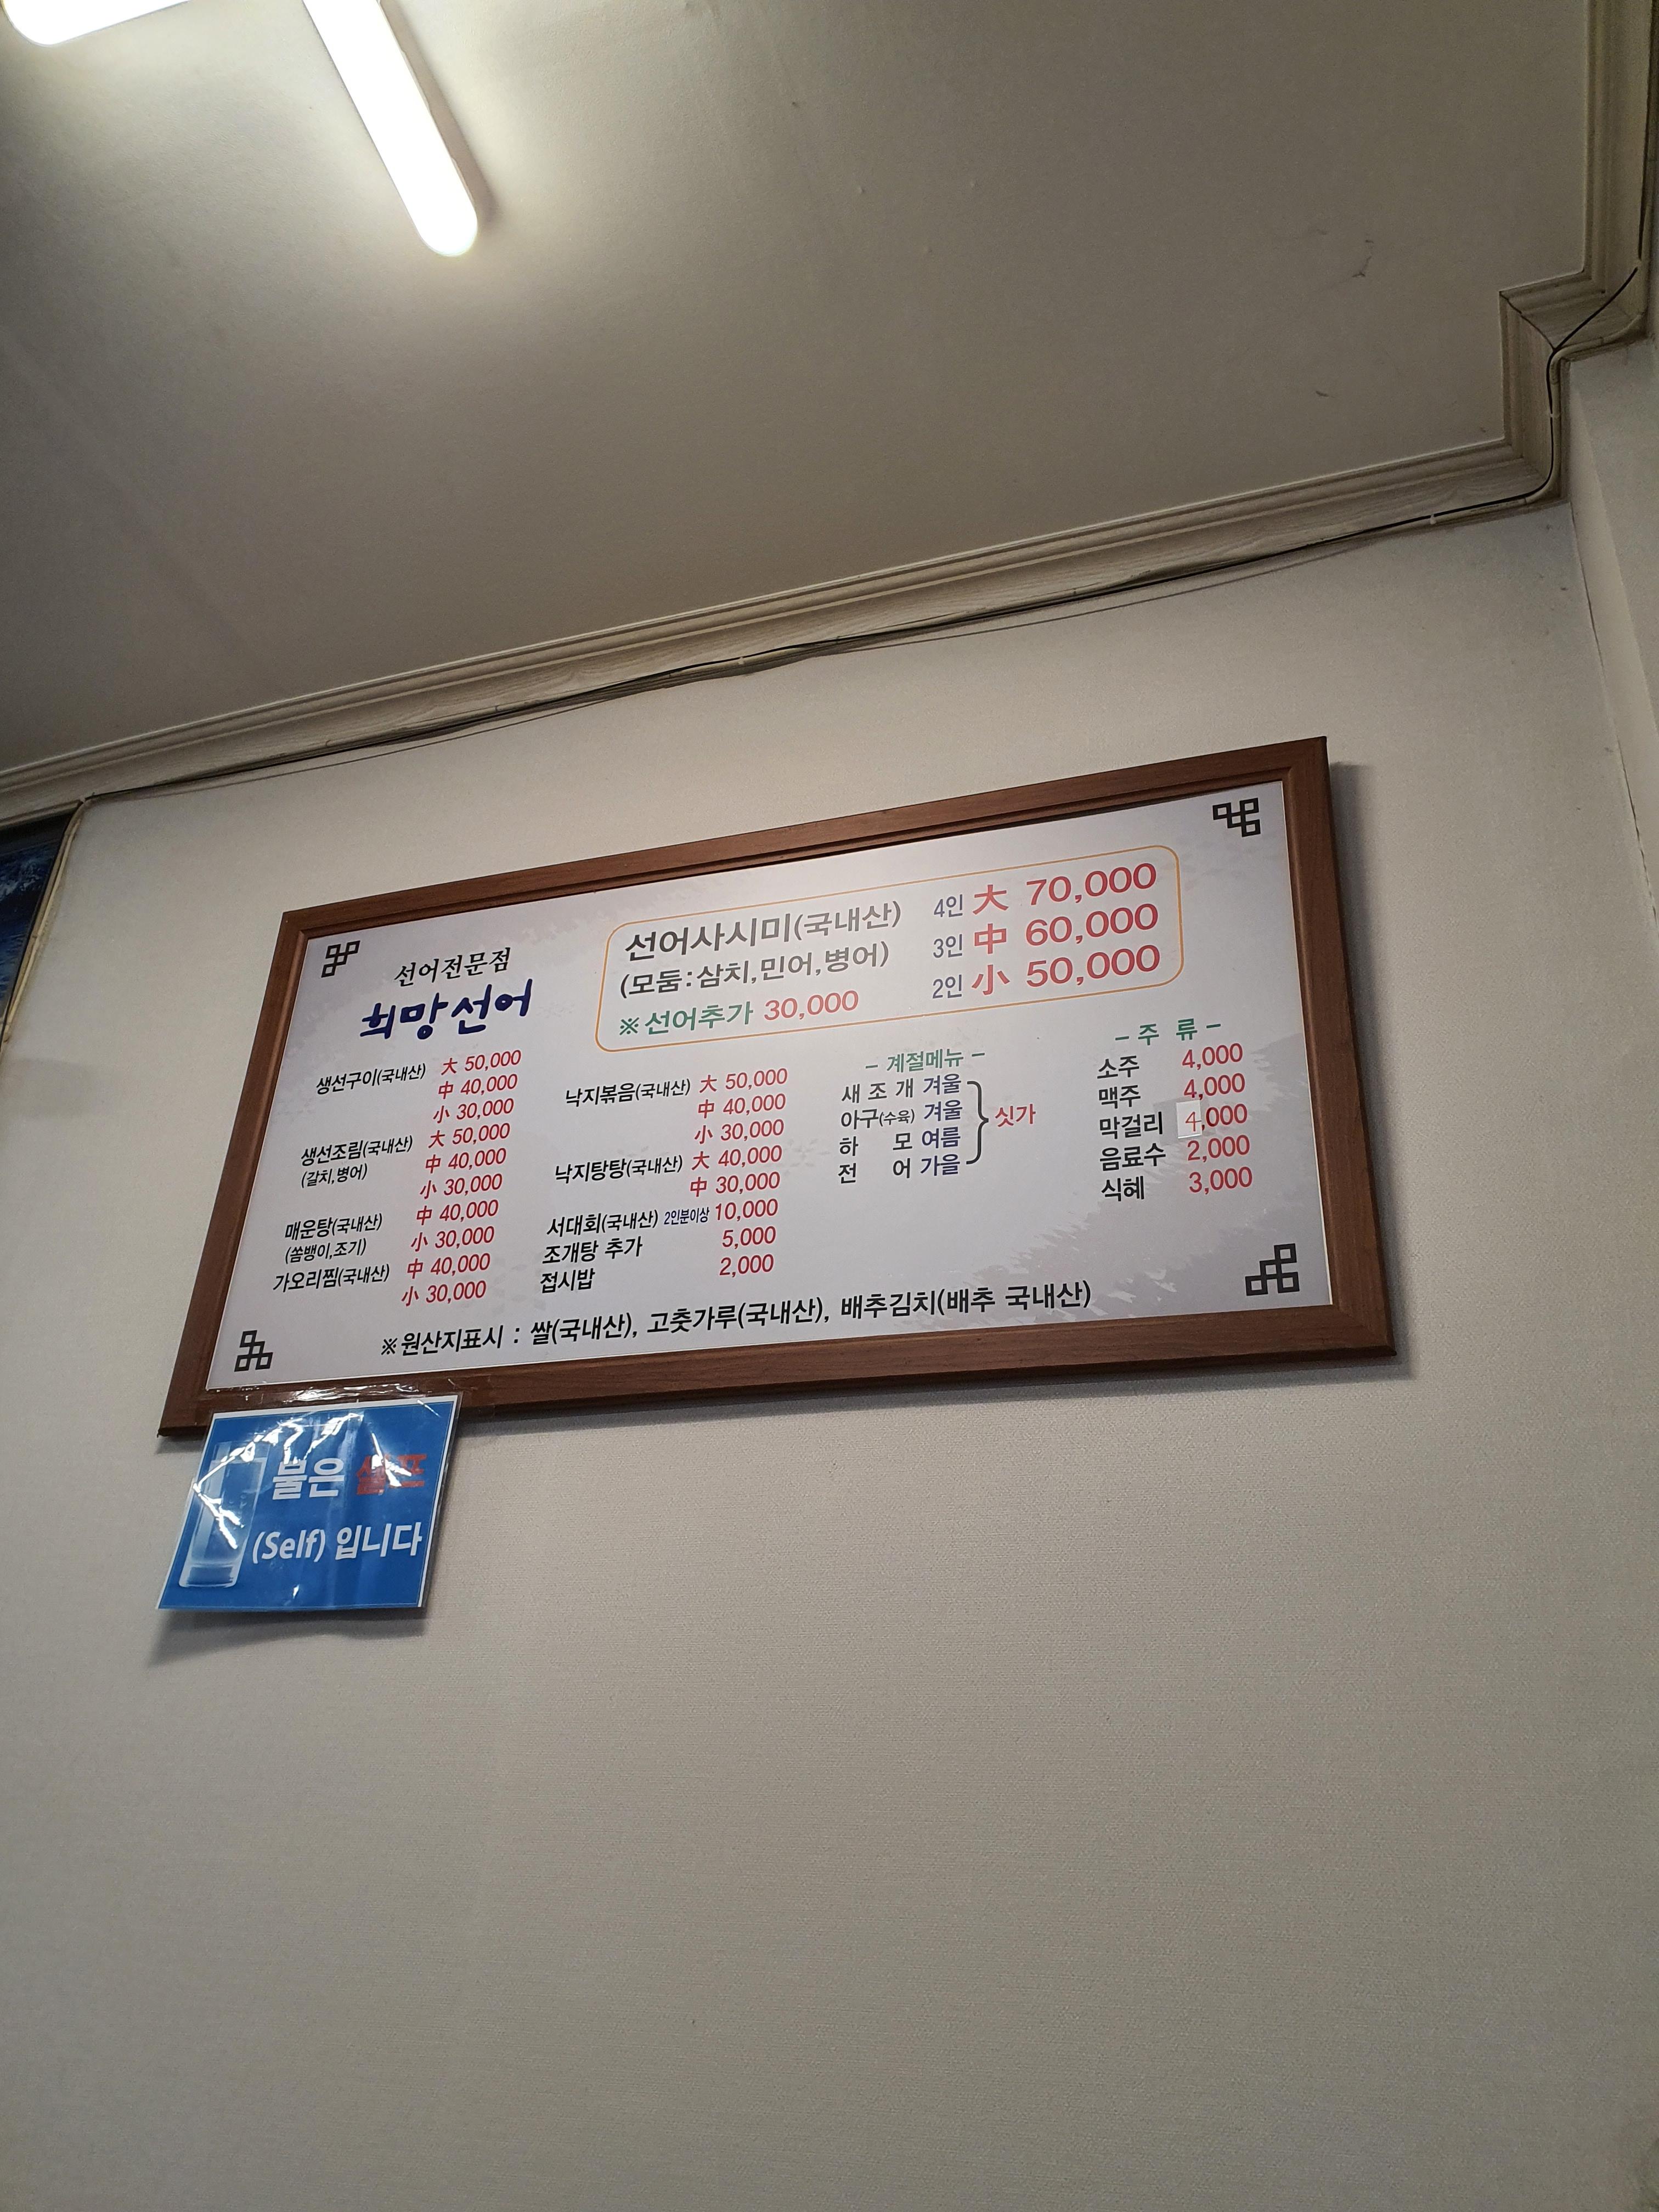 선어전문점
희망선어
선어사시미(국내산)
(모둠:삼치,민어,병어)
※선어추가 30,000
4인 大 70,000
3인 中 60,000
2인 小 50,000
생선구이(국내산) 大 50,000
中 40,000
小 30,000
생선조림(국내산) 大 50,000
(갈치,병어) 中 40,000
小 30,000
매운탕(국내산) 中 40,000
(쏨뱅이,조기) 小 30,000
가오리찜(국내산) 中 40,000
小 30,000
낙지볶음(국내산) 大 50,000
中 40,000
小 30,000
낙지탕탕(국내산) 大 40,000
中 30,000
서대회(국내산) 2인분이상 10,000
조개탕 추가 5,000
접시밥 2,000
- 계절메뉴 -
새 조 개 겨울
아구(수육) 겨울
하 모 여름
전 어 가을
싯가
- 주 류 -
소주 4,000
맥주 4,000
막걸리 4,000
음료수 2,000
식혜 3,000
※원산지표시 : 쌀(국내산), 고춧가루(국내산), 배추김치(배추 국내산)
물은 셀프
(Self) 입니다